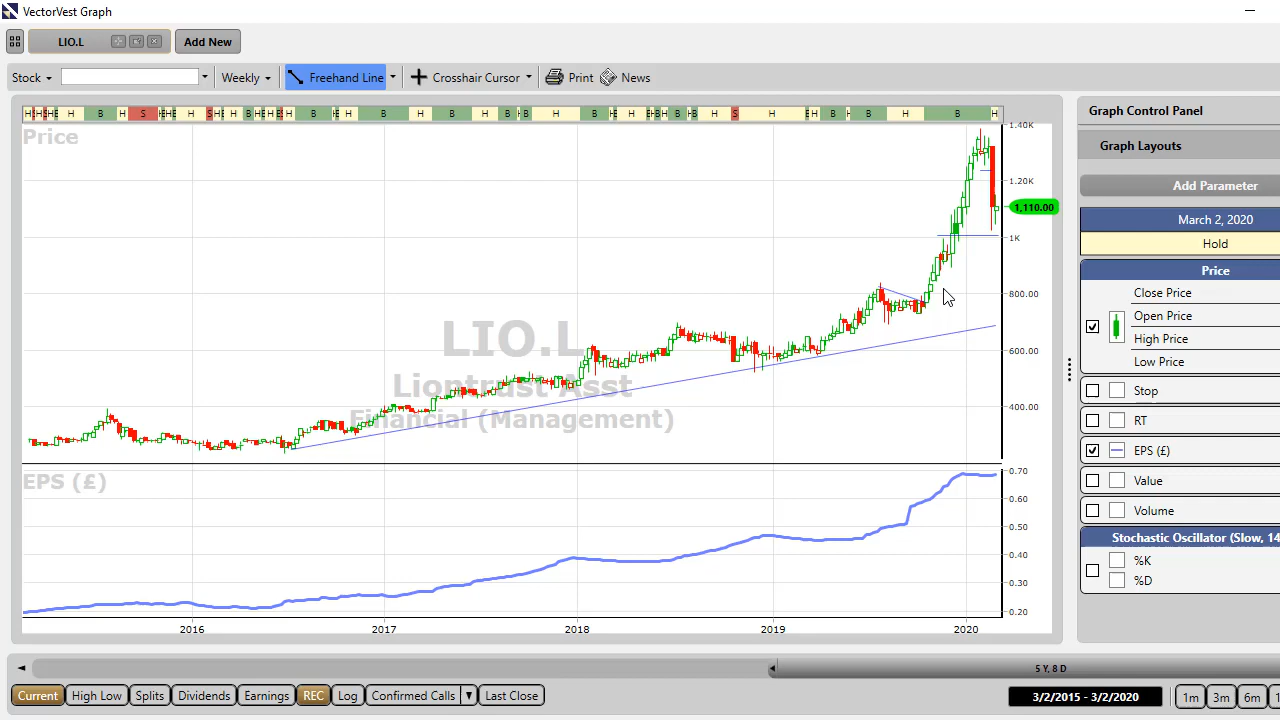 VectorVest Graph
LIO.L
Add New
Stock
Weekly
Freehand Line
Crosshair Cursor
Print
News
Price
LIO.L
Liontrust Asst
Financial (Management)
1.40K
1.20K
1,110.00
1K
800.00
600.00
400.00
EPS (£)
0.70
0.60
0.50
0.40
0.30
0.20
2016
2017
2018
2019
2020
Graph Control Panel
Graph Layouts
Add Parameter
March 2, 2020
Hold
Price
Close Price
Open Price
High Price
Low Price
Stop
RT
EPS (£)
Value
Volume
Stochastic Oscillator (Slow, 14
%K
%D
5 Y, 8 D
Current
High Low
Splits
Dividends
Earnings
REC
Log
Confirmed Calls
Last Close
3/2/2015 - 3/2/2020
1m
3m
6m